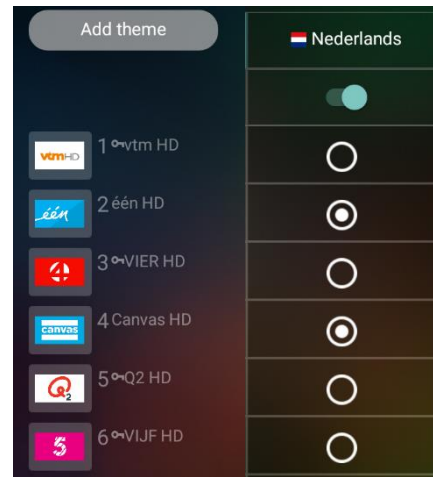 Add theme
Nederlands
vtmHD
1 vtm HD
één
2 één HD
4
3 VIER HD
canvas
4 Canvas HD
2
5 Q2 HD
5
6 VIJF HD